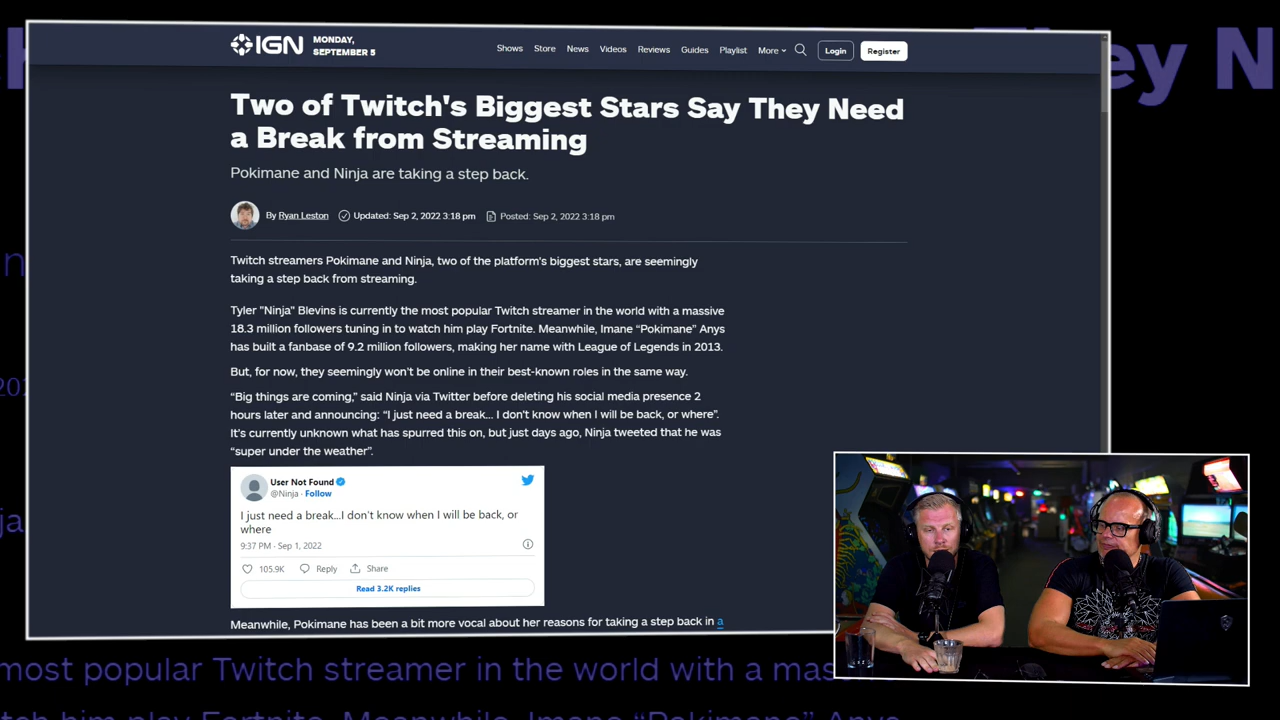 IGN
MONDAY,
SEPTEMBER 5
Shows Store News Videos Reviews Guides Playlist More Login Register
Two of Twitch's Biggest Stars Say They Need
a Break from Streaming
Pokimane and Ninja are taking a step back.
By Ryan Leston Updated: Sep 2, 2022 3:18 pm Posted: Sep 2, 2022 3:18 pm
Twitch streamers Pokimane and Ninja, two of the platform's biggest stars, are seemingly
taking a step back from streaming.
Tyler "Ninja" Blevins is currently the most popular Twitch streamer in the world with a massive
18.3 million followers tuning in to watch him play Fortnite. Meanwhile, Imane “Pokimane” Anys
has built a fanbase of 9.2 million followers, making her name with League of Legends in 2013.
But, for now, they seemingly won't be online in their best-known roles in the same way.
“Big things are coming,” said Ninja via Twitter before deleting his social media presence 2
hours later and announcing: “I just need a break... I don't know when I will be back, or where”.
It's currently unknown what has spurred this on, but just days ago, Ninja tweeted that he was
“super under the weather”.
User Not Found
@Ninja · Follow
I just need a break...I don't know when I will be back, or
where
9:37 PM · Sep 1, 2022
105.9K Reply Share
Read 3.2K replies
Meanwhile, Pokimane has been a bit more vocal about her reasons for taking a step back in a
ey N
most popular Twitch streamer in the world with a mas
tch him play Fortnite. Meanwhile, Imane “Pokimane” Anys